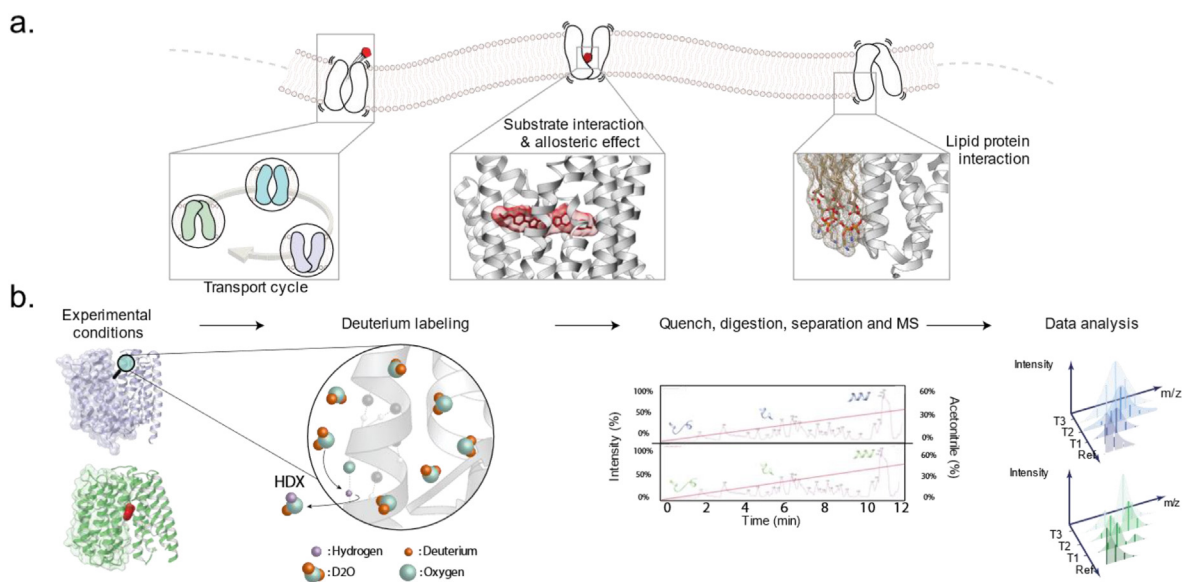 a.
Substrate interaction
& allosteric effect
Lipid protein
interaction
Transport cycle
b.
Experimental
conditions
Deuterium labeling
Quench, digestion, separation and MS
Data analysis
HDX
:Hydrogen
:Deuterium
:D2O
:Oxygen
Intensity (%)
100%
50%
0%
100%
50%
0%
60%
30%
0%
60%
30%
0%
Acetonitrile (%)
0 2 4 6 8 10 12
Time (min)
Intensity
m/z
T3
T2
T1
Ref
Intensity
m/z
T3
T2
T1
Ref